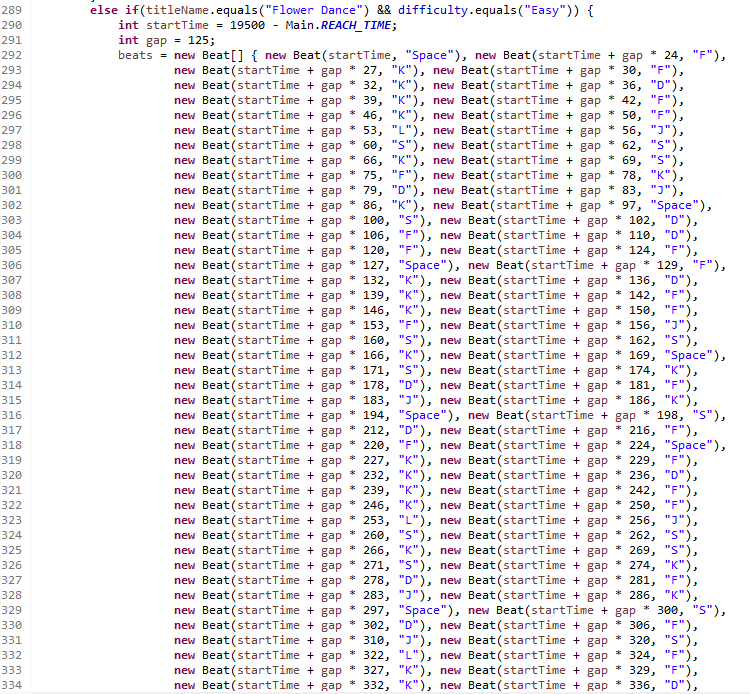 289 else if(titleName.equals("Flower Dance") && difficulty.equals("Easy")) {
290 int startTime = 19500 - Main.REACH_TIME;
291 int gap = 125;
292 beats = new Beat[] { new Beat(startTime, "Space"), new Beat(startTime + gap * 24, "F"),
293 new Beat(startTime + gap * 27, "K"), new Beat(startTime + gap * 30, "F"),
294 new Beat(startTime + gap * 32, "K"), new Beat(startTime + gap * 36, "D"),
295 new Beat(startTime + gap * 39, "K"), new Beat(startTime + gap * 42, "F"),
296 new Beat(startTime + gap * 46, "K"), new Beat(startTime + gap * 50, "F"),
297 new Beat(startTime + gap * 53, "L"), new Beat(startTime + gap * 56, "J"),
298 new Beat(startTime + gap * 60, "S"), new Beat(startTime + gap * 62, "S"),
299 new Beat(startTime + gap * 66, "K"), new Beat(startTime + gap * 69, "S"),
300 new Beat(startTime + gap * 75, "F"), new Beat(startTime + gap * 78, "K"),
301 new Beat(startTime + gap * 79, "D"), new Beat(startTime + gap * 83, "J"),
302 new Beat(startTime + gap * 86, "K"), new Beat(startTime + gap * 97, "Space"),
303 new Beat(startTime + gap * 100, "S"), new Beat(startTime + gap * 102, "D"),
304 new Beat(startTime + gap * 106, "F"), new Beat(startTime + gap * 110, "D"),
305 new Beat(startTime + gap * 120, "F"), new Beat(startTime + gap * 124, "F"),
306 new Beat(startTime + gap * 127, "Space"), new Beat(startTime + gap * 129, "F"),
307 new Beat(startTime + gap * 132, "K"), new Beat(startTime + gap * 136, "D"),
308 new Beat(startTime + gap * 139, "K"), new Beat(startTime + gap * 142, "F"),
309 new Beat(startTime + gap * 146, "K"), new Beat(startTime + gap * 150, "F"),
310 new Beat(startTime + gap * 153, "F"), new Beat(startTime + gap * 156, "J"),
311 new Beat(startTime + gap * 160, "S"), new Beat(startTime + gap * 162, "S"),
312 new Beat(startTime + gap * 166, "K"), new Beat(startTime + gap * 169, "Space"),
313 new Beat(startTime + gap * 171, "S"), new Beat(startTime + gap * 174, "K"),
314 new Beat(startTime + gap * 178, "D"), new Beat(startTime + gap * 181, "F"),
315 new Beat(startTime + gap * 183, "J"), new Beat(startTime + gap * 186, "K"),
316 new Beat(startTime + gap * 194, "Space"), new Beat(startTime + gap * 198, "S"),
317 new Beat(startTime + gap * 212, "D"), new Beat(startTime + gap * 216, "F"),
318 new Beat(startTime + gap * 220, "F"), new Beat(startTime + gap * 224, "Space"),
319 new Beat(startTime + gap * 227, "K"), new Beat(startTime + gap * 229, "F"),
320 new Beat(startTime + gap * 232, "K"), new Beat(startTime + gap * 236, "D"),
321 new Beat(startTime + gap * 239, "K"), new Beat(startTime + gap * 242, "F"),
322 new Beat(startTime + gap * 246, "K"), new Beat(startTime + gap * 250, "F"),
323 new Beat(startTime + gap * 253, "L"), new Beat(startTime + gap * 256, "J"),
324 new Beat(startTime + gap * 260, "S"), new Beat(startTime + gap * 262, "S"),
325 new Beat(startTime + gap * 266, "K"), new Beat(startTime + gap * 269, "S"),
326 new Beat(startTime + gap * 271, "S"), new Beat(startTime + gap * 274, "K"),
327 new Beat(startTime + gap * 278, "D"), new Beat(startTime + gap * 281, "F"),
328 new Beat(startTime + gap * 283, "J"), new Beat(startTime + gap * 286, "K"),
329 new Beat(startTime + gap * 297, "Space"), new Beat(startTime + gap * 300, "S"),
330 new Beat(startTime + gap * 302, "D"), new Beat(startTime + gap * 306, "F"),
331 new Beat(startTime + gap * 310, "J"), new Beat(startTime + gap * 320, "S"),
332 new Beat(startTime + gap * 322, "L"), new Beat(startTime + gap * 324, "F"),
333 new Beat(startTime + gap * 327, "K"), new Beat(startTime + gap * 329, "F"),
334 new Beat(startTime + gap * 332, "K"), new Beat(startTime + gap * 336, "D"),